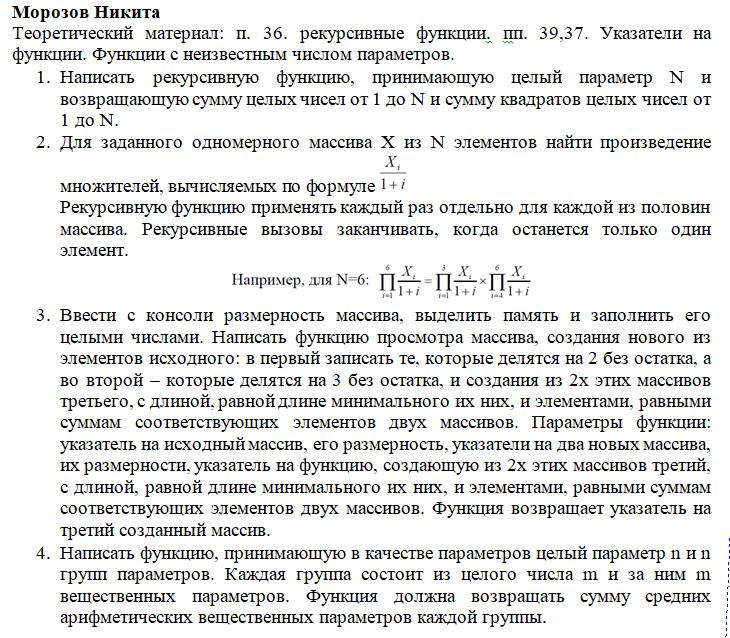 Морозов Никита
Теоретический материал: п. 36. рекурсивные функции. пп. 39,37. Указатели на
функции. Функции с неизвестным числом параметров.
1. Написать рекурсивную функцию, принимающую целый параметр N и
возвращающую сумму целых чисел от 1 до N и сумму квадратов целых чисел от
1 до N.
2. Для заданного одномерного массива X из N элементов найти произведение
множителей, вычисляемых по формуле X_i/(1+i)
Рекурсивную функцию применять каждый раз отдельно для каждой из половин
массива. Рекурсивные вызовы заканчивать, когда останется только один
элемент.
Например, для N=6: ∏_{i=1}^{6} X_i/(1+i) = ∏_{i=1}^{3} X_i/(1+i) × ∏_{i=4}^{6} X_i/(1+i)
3. Ввести с консоли размерность массива, выделить память и заполнить его
целыми числами. Написать функцию просмотра массива, создания нового из
элементов исходного: в первый записать те, которые делятся на 2 без остатка, а
во второй – которые делятся на 3 без остатка, и создания из 2х этих массивов
третьего, с длиной, равной длине минимального их них, и элементами, равными
суммам соответствующих элементов двух массивов. Параметры функции:
указатель на исходный массив, его размерность, указатели на два новых массива,
их размерности, указатель на функцию, создающую из 2х этих массивов третий,
с длиной, равной длине минимального их них, и элементами, равными суммам
соответствующих элементов двух массивов. Функция возвращает указатель на
третий созданный массив.
4. Написать функцию, принимающую в качестве параметров целый параметр n и n
групп параметров. Каждая группа состоит из целого числа m и за ним m
вещественных параметров. Функция должна возвращать сумму средних
арифметических вещественных параметров каждой группы.